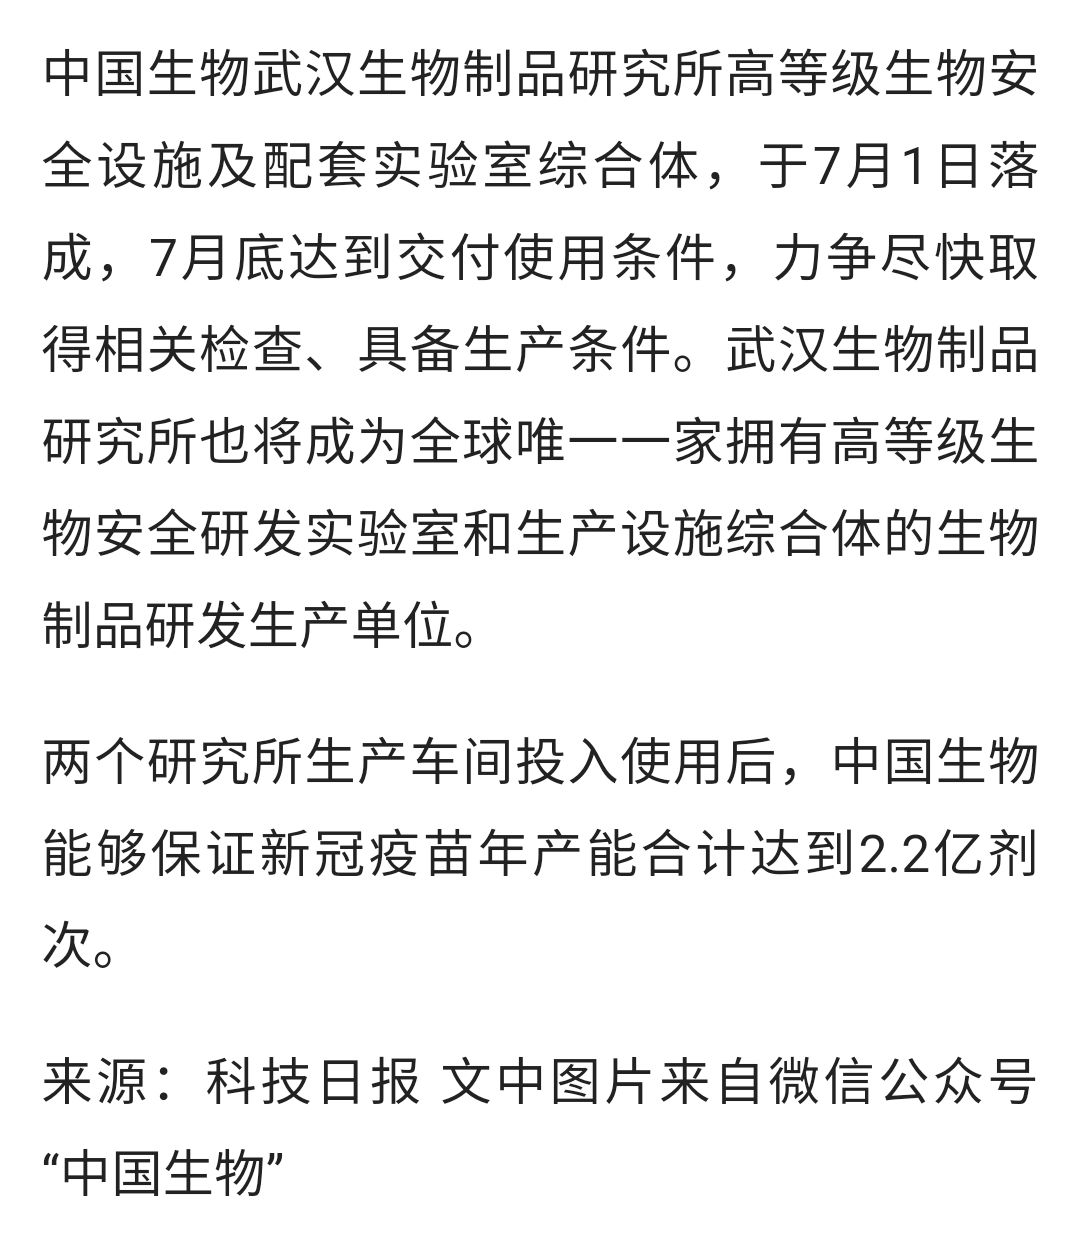 中国生物武汉生物制品研究所高等级生物安
全设施及配套实验室综合体，于7月1日落
成，7月底达到交付使用条件，力争尽快取
得相关检查、具备生产条件。武汉生物制品
研究所也将成为全球唯一一家拥有高等级生
物安全研发实验室和生产设施综合体的生物
制品研发生产单位。
两个研究所生产车间投入使用后，中国生物
能够保证新冠疫苗年产能合计达到2.2亿剂
次。
来源：科技日报 文中图片来自微信公众号
“中国生物”